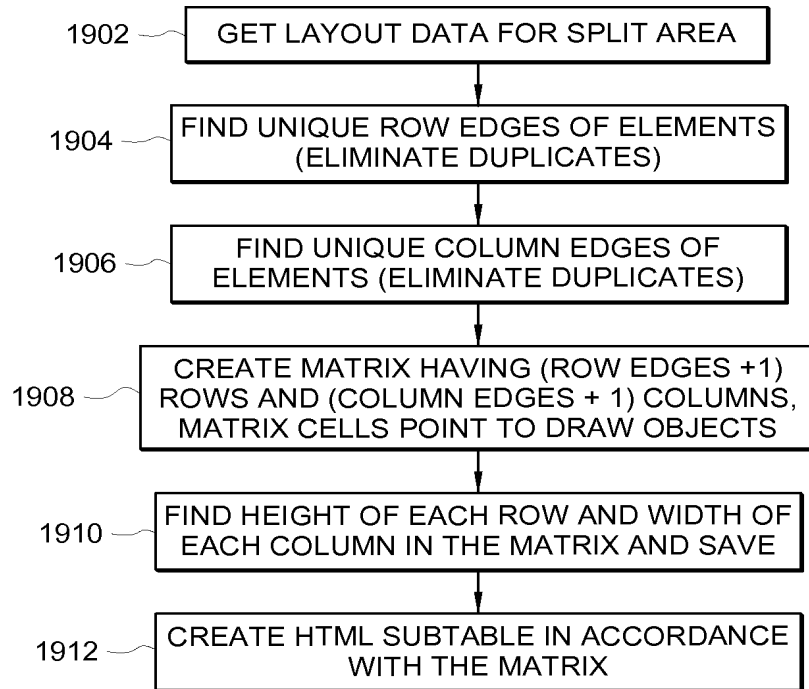 1902
GET LAYOUT DATA FOR SPLIT AREA
1904
FIND UNIQUE ROW EDGES OF ELEMENTS
(ELIMINATE DUPLICATES)
1906
FIND UNIQUE COLUMN EDGES OF
ELEMENTS (ELIMINATE DUPLICATES)
1908
CREATE MATRIX HAVING (ROW EDGES +1)
ROWS AND (COLUMN EDGES + 1) COLUMNS,
MATRIX CELLS POINT TO DRAW OBJECTS
1910
FIND HEIGHT OF EACH ROW AND WIDTH OF
EACH COLUMN IN THE MATRIX AND SAVE
1912
CREATE HTML SUBTABLE IN ACCORDANCE
WITH THE MATRIX